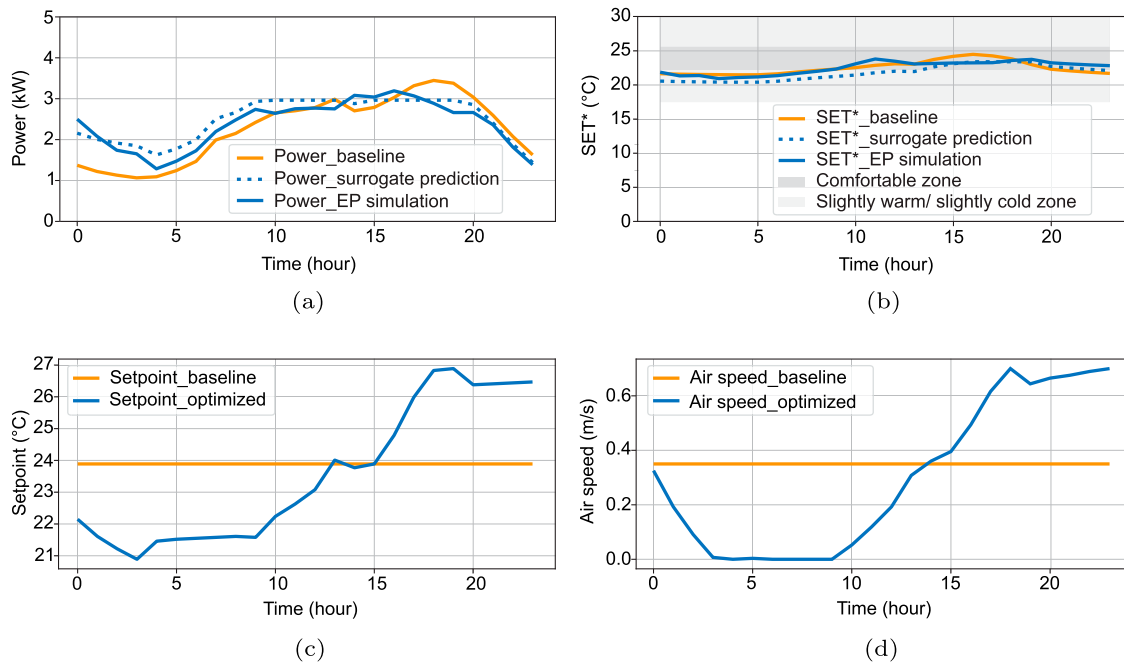 5
4
3
2
1
0
Power (kW)
Power_baseline
Power_surrogate prediction
Power_EP simulation
0 5 10 15 20
Time (hour)
(a)
30
25
20
15
10
5
0
SET* (°C)
SET*_baseline
SET*_surrogate prediction
SET*_EP simulation
Comfortable zone
Slightly warm/ slightly cold zone
0 5 10 15 20
Time (hour)
(b)
27
26
25
24
23
22
21
Setpoint (°C)
Setpoint_baseline
Setpoint_optimized
0 5 10 15 20
Time (hour)
(c)
0.6
0.4
0.2
0.0
Air speed (m/s)
Air speed_baseline
Air speed_optimized
0 5 10 15 20
Time (hour)
(d)